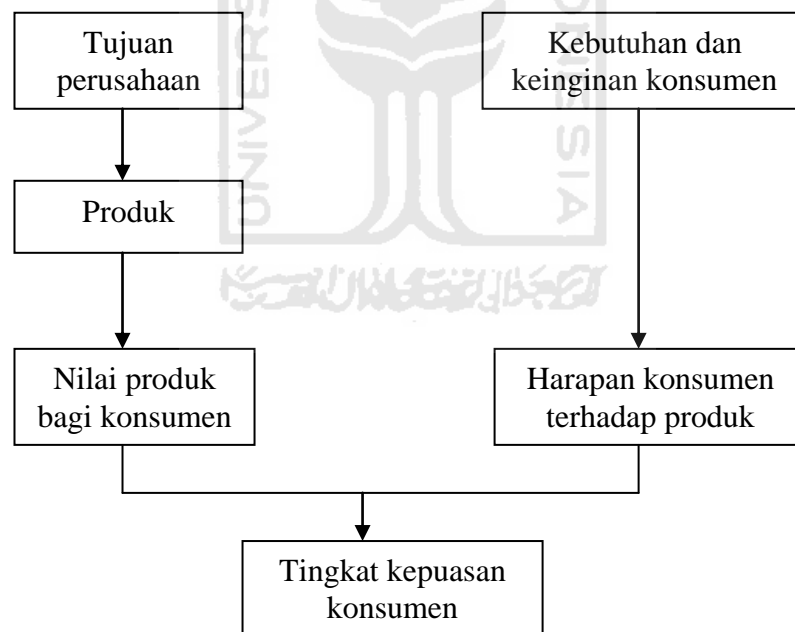 Tujuan
perusahaan
Kebutuhan dan
keinginan konsumen
Produk
Nilai produk
bagi konsumen
Harapan konsumen
terhadap produk
Tingkat kepuasan
konsumen